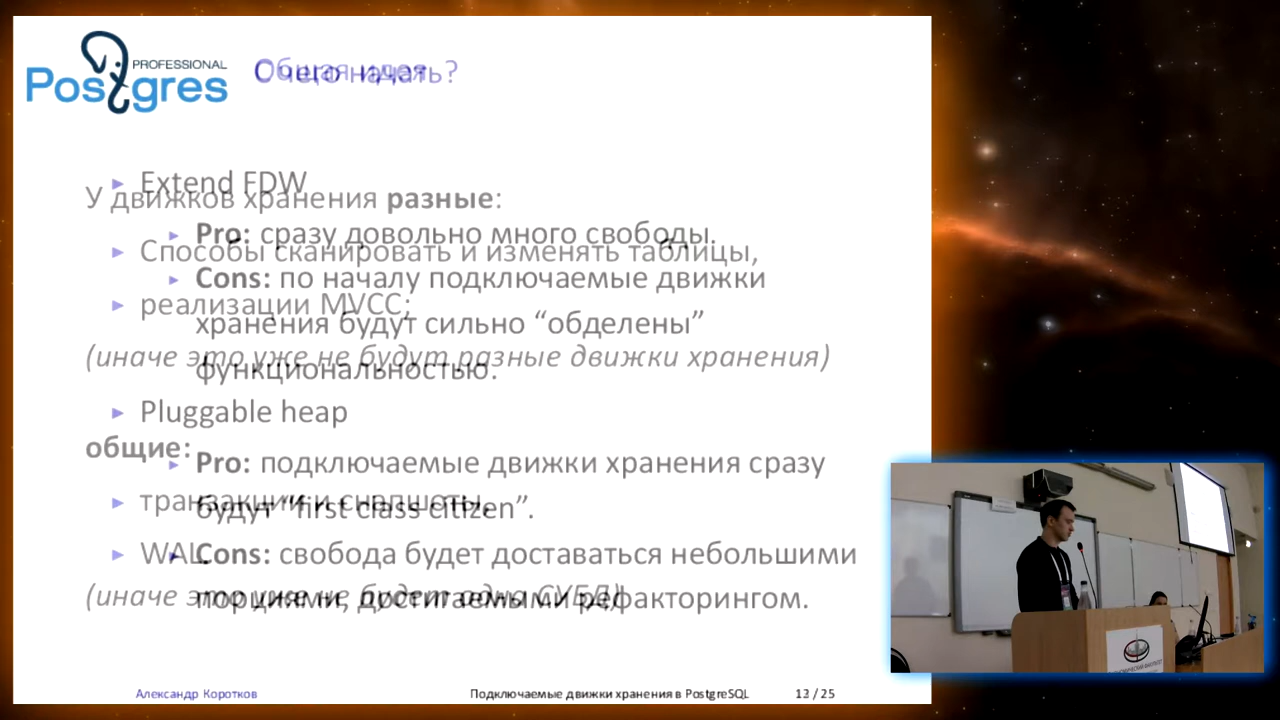 PROFESSIONAL
Postgres
Общая идея
У движков хранения разные:
Способы сканировать и изменять таблицы,
реализации MVCC;
(иначе это уже не будут разные движки хранения)
общие:
транзакции и снапшоты,
WAL.
(иначе это уже не будет одна СУБД)
С чего начать?
Extend FDW
Pro: сразу довольно много свободы.
Cons: по началу подключаемые движки
хранения будут сильно “обделены”
функциональностью.
Pluggable heap
Pro: подключаемые движки хранения сразу
будут “first class citizen”.
Cons: свобода будет доставаться небольшими
порциями, достигаемыми рефакторингом.
Александр Коротков
Подключаемые движки хранения в PostgreSQL
/ 25